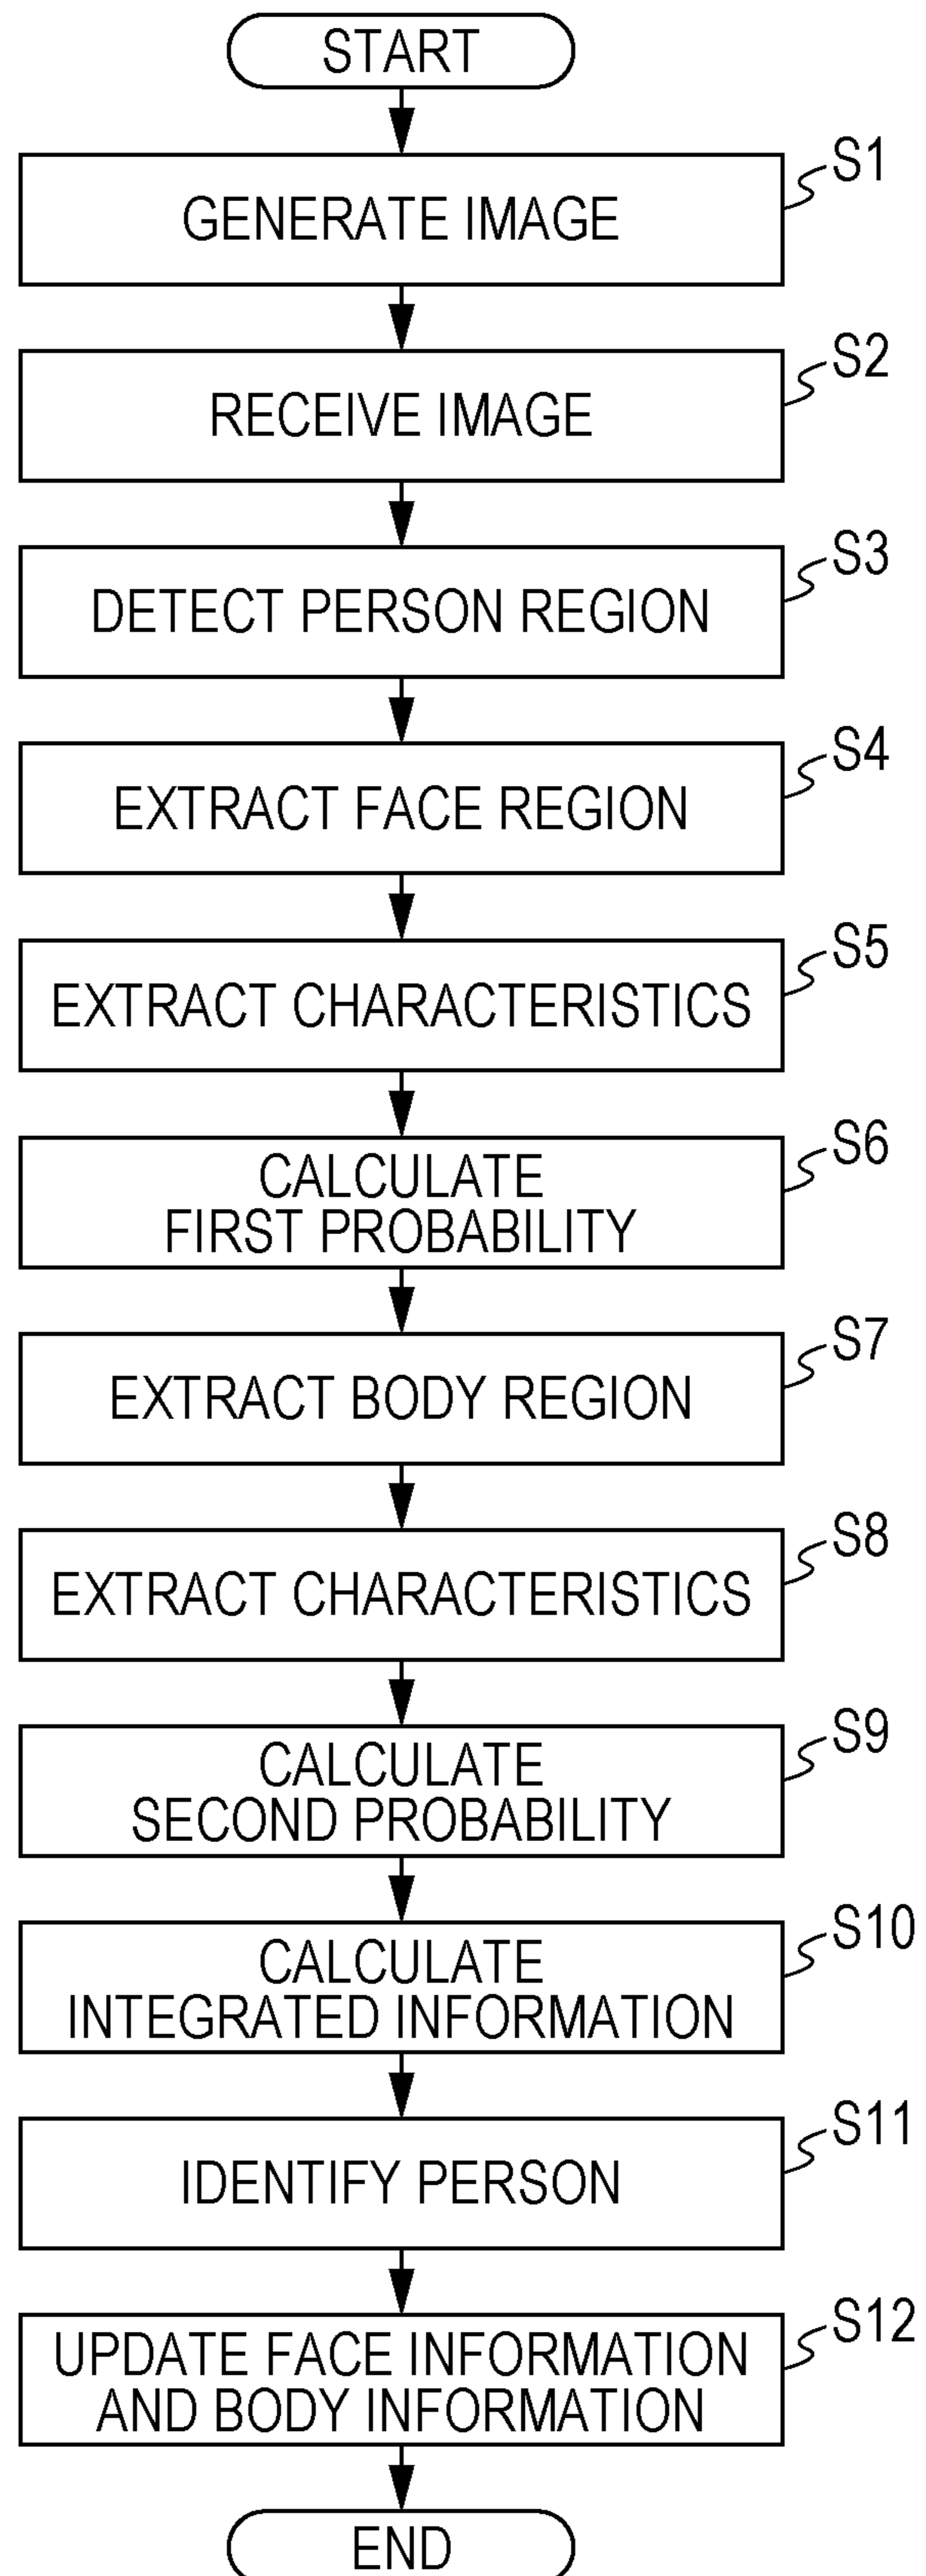 START
S1
GENERATE IMAGE
S2
RECEIVE IMAGE
S3
DETECT PERSON REGION
S4
EXTRACT FACE REGION
S5
EXTRACT CHARACTERISTICS
S6
CALCULATE
FIRST PROBABILITY
S7
EXTRACT BODY REGION
S8
EXTRACT CHARACTERISTICS
S9
CALCULATE
SECOND PROBABILITY
S10
CALCULATE
INTEGRATED INFORMATION
S11
IDENTIFY PERSON
S12
UPDATE FACE INFORMATION
AND BODY INFORMATION
END